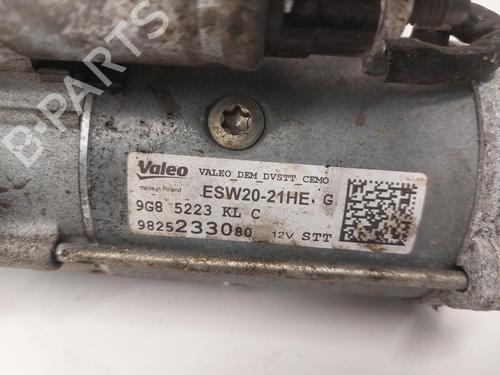 B-PARTS
Valeo VALEO_DEM_DVSTT_CEMO
made in Poland
ESW20-21HE G
9G8 5223 KL C
9825233080 12V STT